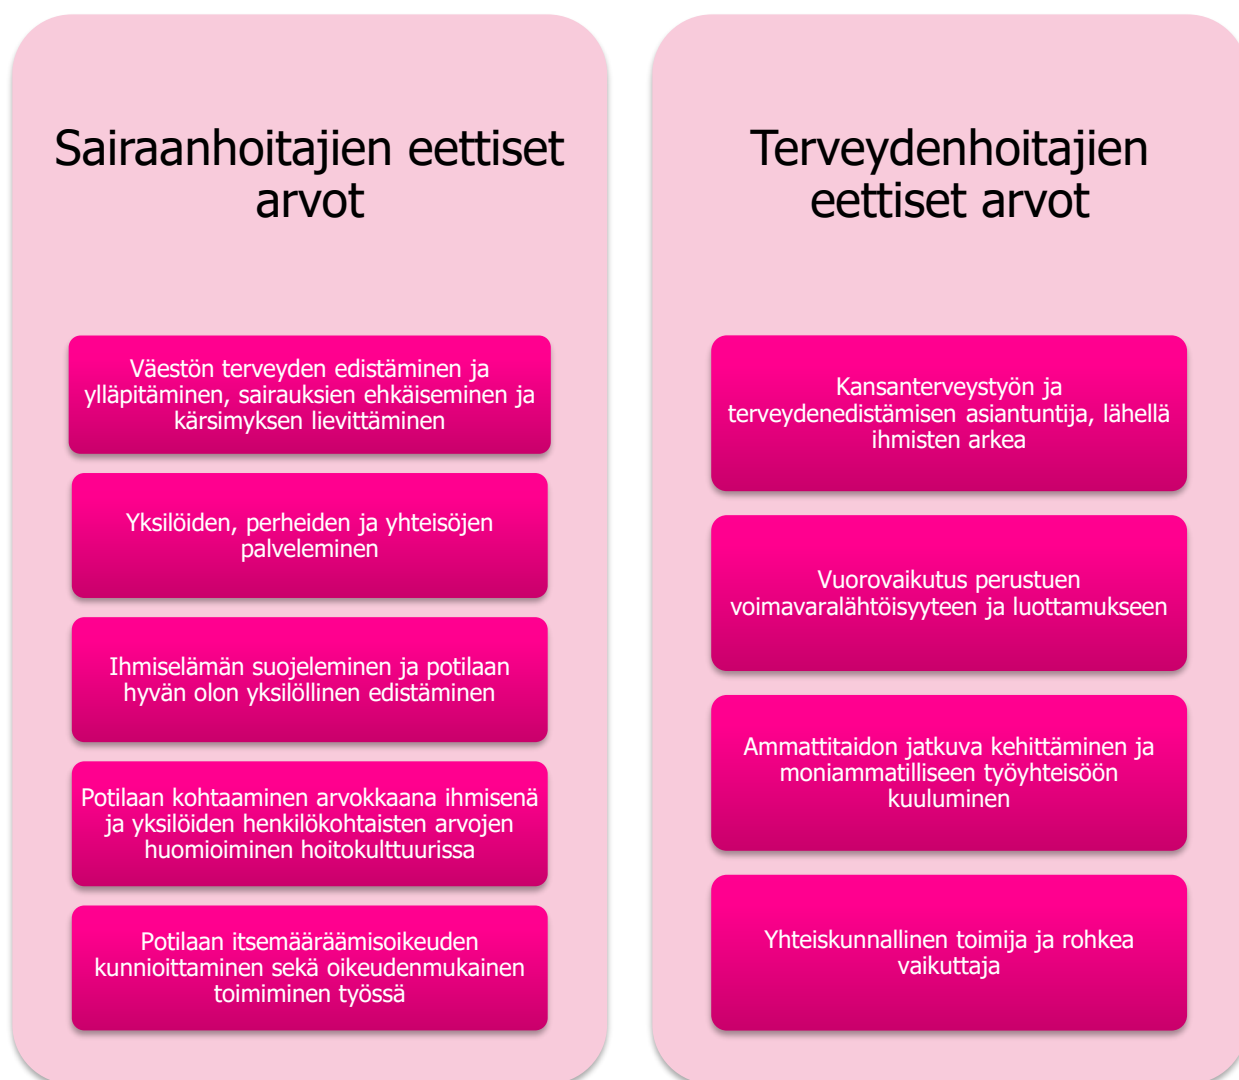 Sairaanhoitajien eettiset
arvot
Väestön terveyden edistäminen ja
ylläpitäminen, sairauksien ehkäiseminen ja
kärsimyksen lievittäminen
Yksilöiden, perheiden ja yhteisöjen
palveleminen
Ihmiselämän suojeleminen ja potilaan
hyvän olon yksilöllinen edistäminen
Potilaan kohtaaminen arvokkaana ihmisenä
ja yksilöiden henkilökohtaisten arvojen
huomioiminen hoitokulttuurissa
Potilaan itsemääräämisoikeuden
kunnioittaminen sekä oikeudenmukainen
toimiminen työssä
Terveydenhoitajien
eettiset arvot
Kansanterveystyön ja
terveydenedistämisen asiantuntija, lähellä
ihmisten arkea
Vuorovaikutus perustuen
voimavaralähtöisyyteen ja luottamukseen
Ammattitaidon jatkuva kehittäminen ja
moniammatilliseen työyhteisöön
kuuluminen
Yhteiskunnallinen toimija ja rohkea
vaikuttaja